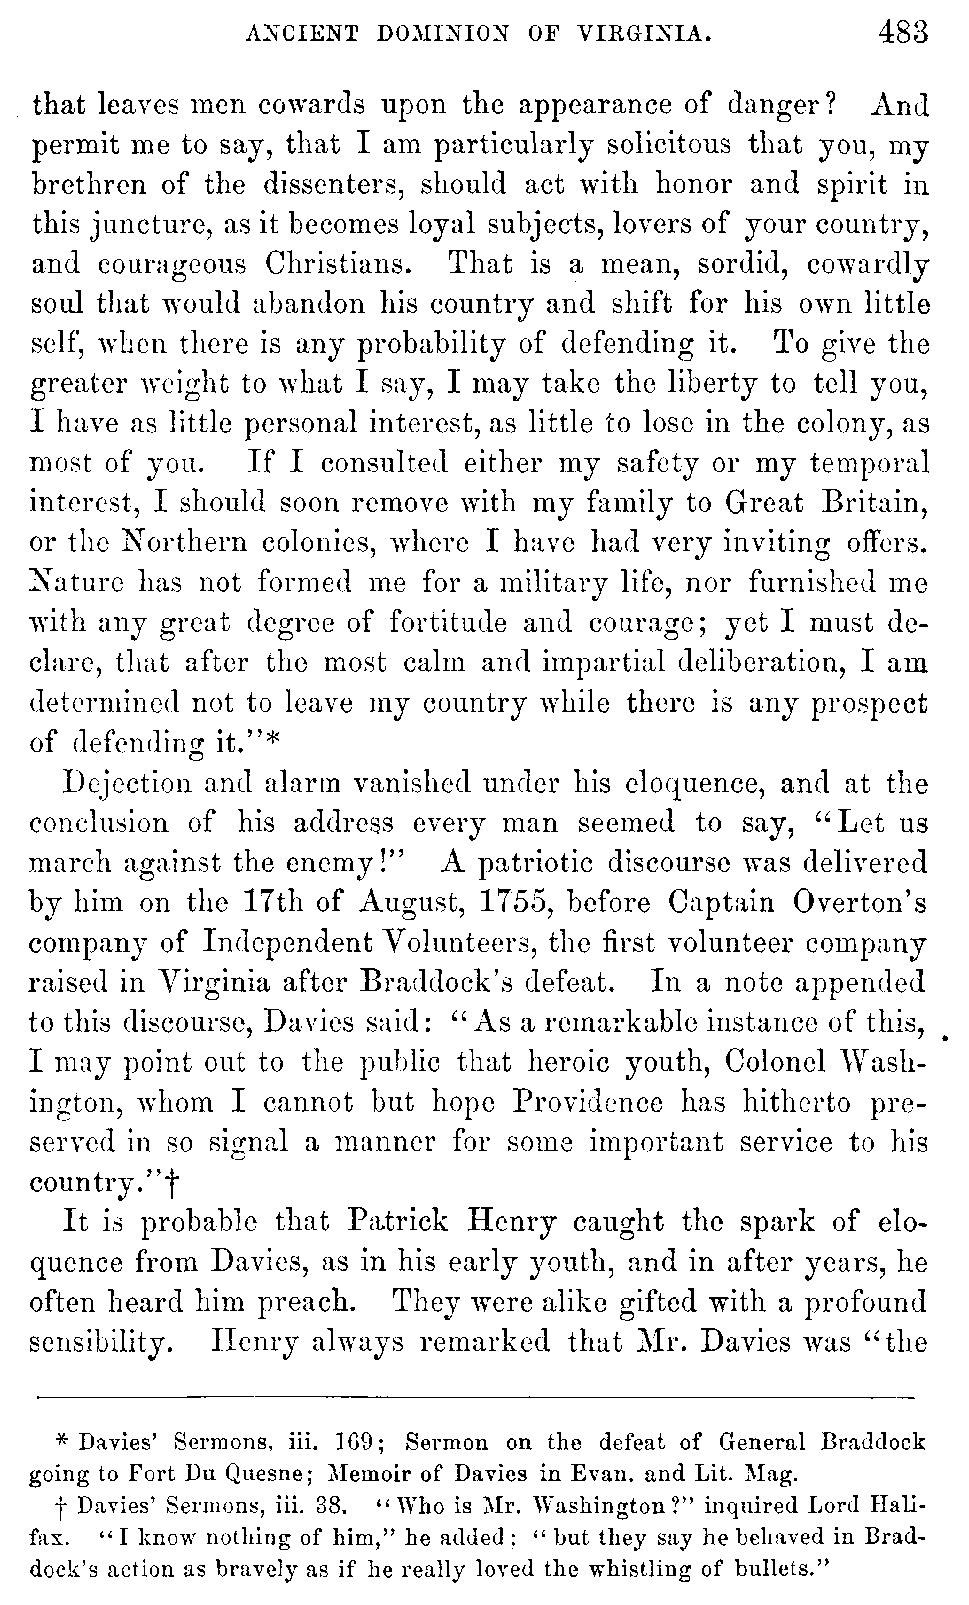 ANCIENT DOMINION OF VIRGINIA. 483
that leaves men cowards upon the appearance of danger? And
permit me to say, that I am particularly solicitous that you, my
brethren of the dissenters, should act with honor and spirit in
this juncture, as it becomes loyal subjects, lovers of your country,
and courageous Christians. That is a mean, sordid, cowardly
soul that would abandon his country and shift for his own little
self, when there is any probability of defending it. To give the
greater weight to what I say, I may take the liberty to tell you,
I have as little personal interest, as little to lose in the colony, as
most of you. If I consulted either my safety or my temporal
interest, I should soon remove with my family to Great Britain,
or the Northern colonies, where I have had very inviting offers.
Nature has not formed me for a military life, nor furnished me
with any great degree of fortitude and courage; yet I must de-
clare, that after the most calm and impartial deliberation, I am
determined not to leave my country while there is any prospect
of defending it."*
Dejection and alarm vanished under his eloquence, and at the
conclusion of his address every man seemed to say, "Let us
march against the enemy!" A patriotic discourse was delivered
by him on the 17th of August, 1755, before Captain Overton's
company of Independent Volunteers, the first volunteer company
raised in Virginia after Braddock's defeat. In a note appended
to this discourse, Davies said: "As a remarkable instance of this,
I may point out to the public that heroic youth, Colonel Wash-
ington, whom I cannot but hope Providence has hitherto pre-
served in so signal a manner for some important service to his
country."†
It is probable that Patrick Henry caught the spark of elo-
quence from Davies, as in his early youth, and in after years, he
often heard him preach. They were alike gifted with a profound
sensibility. Henry always remarked that Mr. Davies was "the
* Davies' Sermons, iii. 169; Sermon on the defeat of General Braddock
going to Fort Du Quesne; Memoir of Davies in Evan. and Lit. Mag.
† Davies' Sermons, iii. 38. "Who is Mr. Washington?" inquired Lord Hali-
fax. "I know nothing of him," he added; "but they say he behaved in Brad-
dock's action as bravely as if he really loved the whistling of bullets."